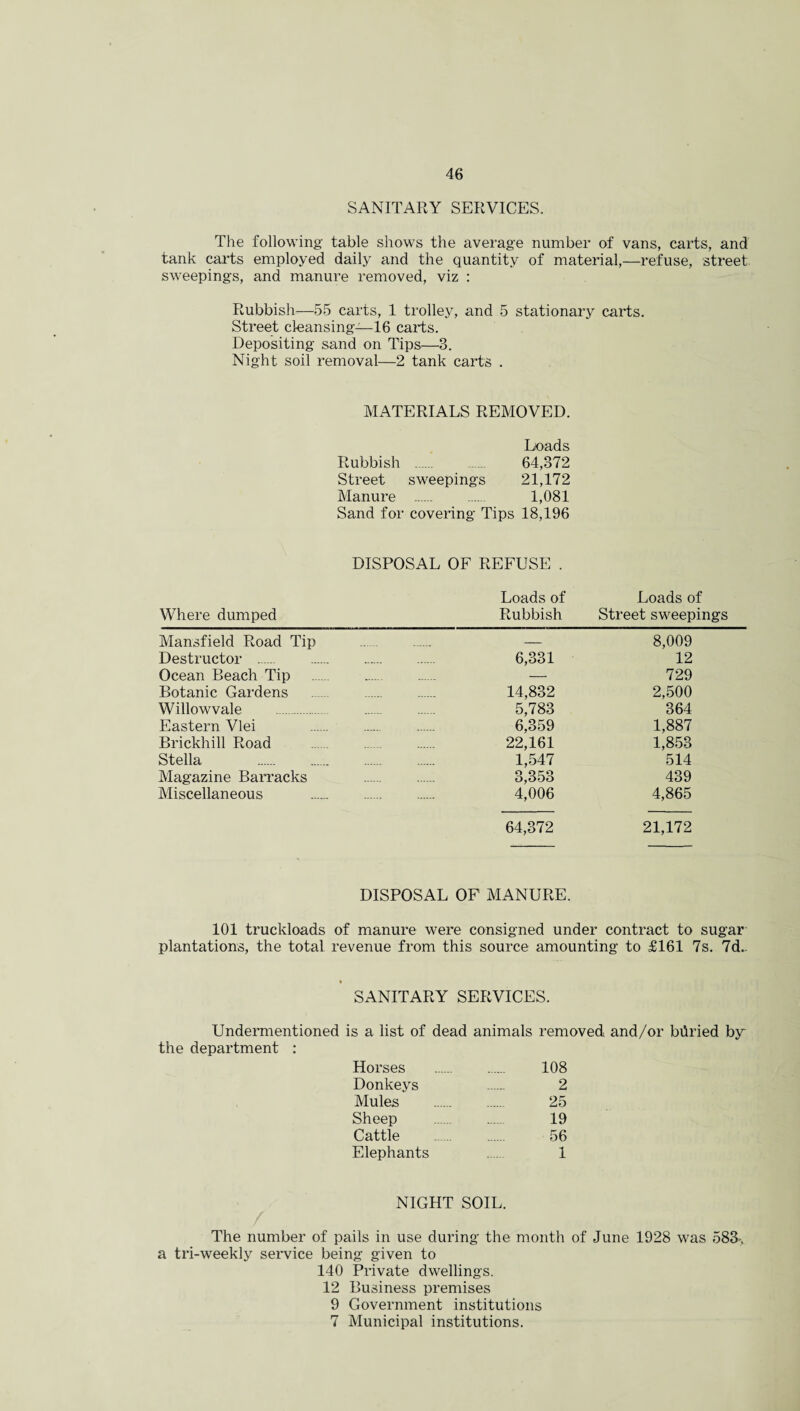 46
SANITARY SERVICES.
The following table shows the average number of vans, carts, and
tank carts employed daily and the quantity of material,—refuse, street
sweepings, and manure removed, viz :
Rubbish—55 carts, 1 trolley, and 5 stationary carts.
Street cleansing—16 carts.
Depositing sand on Tips—3.
Night soil removal—2 tank carts .
MATERIALS REMOVED.
Loads
Rubbish ...... ...... 64,372
Street sweepings 21,172
Manure ...... ...... 1,081
Sand for covering Tips 18,196
DISPOSAL OF REFUSE .
Loads of Loads of
Where dumped Rubbish Street sweepings
Mansfield Road Tip ...... ...... — 8,009
Destructor ...... ...... ...... ...... 6,331 12
Ocean Beach Tip ...... ...... ...... — 729
Botanic Gardens ...... ...... ...... 14,832 2,500
Willowvale ............... ...... ...... 5,783 364
Eastern Vlei ...... ...... ...... 6,359 1,887
Brickhill Road ...... ...... ...... 22,161 1,853
Stella ...... ...... ...... ...... 1,547 514
Magazine Barracks ...... ...... 3,353 439
Miscellaneous ...... ...... ...... 4,006 4,865
64,372 21,172
DISPOSAL OF MANURE.
101 truckloads of manure were consigned under contract to sugar
plantations, the total revenue from this source amounting to £161 7s. 7d.
SANITARY SERVICES.
Undermentioned is a list of dead animals removed and/or buried by
the department :
Horses ...... ...... 108
Donkeys ...... 2
Mules ...... ...... 25
Sheep ...... ...... 19
Cattle ...... ...... 56
Elephants ...... 1
NIGHT SOIL.
The number of pails in use during the month of June 1928 was 583,
a tri-weekly service being given to
140 Private dwellings.
12 Business premises
9 Government institutions
7 Municipal institutions.